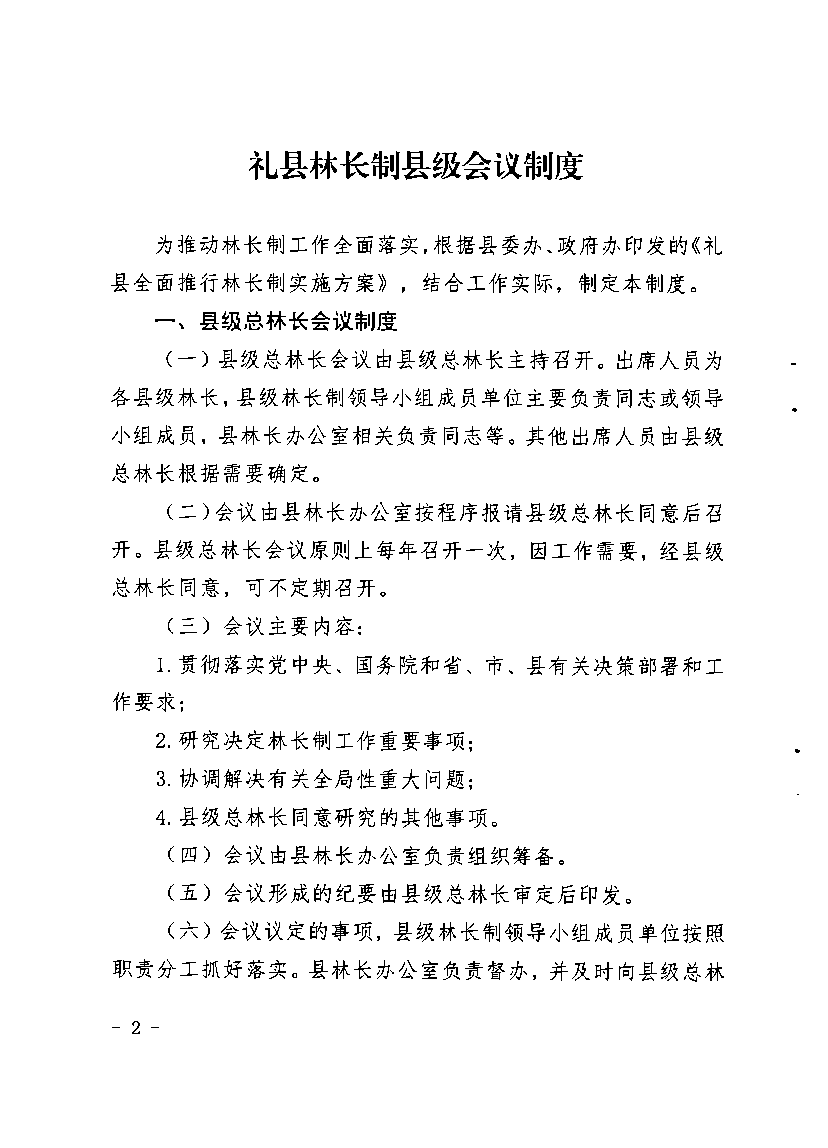 礼县林长制县级会议制度
为推动林长制工作全面落实，根据县委办、政府办印发的《礼
县全面推行林长制实施方案》，结合工作实际，制定本制度。
一、县级总林长会议制度
（一）县级总林长会议由县级总林长主持召开。出席人员为
各县级林长，县级林长制领导小组成员单位主要负责同志或领导
小组成员，县林长办公室相关负责同志等。其他出席人员由县级
总林长根据需要确定。
（二）会议由县林长办公室按程序报请县级总林长同意后召
开。县级总林长会议原则上每年召开一次，因工作需要，经县级
总林长同意，可不定期召开。
（三）会议主要内容：
1.贯彻落实党中央、国务院和省、市、县有关决策部署和工
作要求；
2.研究决定林长制工作重要事项；
3.协调解决有关全局性重大问题；
4.县级总林长同意研究的其他事项。
（四）会议由县林长办公室负责组织筹备。
（五）会议形成的纪要由县级总林长审定后印发。
（六）会议议定的事项，县级林长制领导小组成员单位按照
职责分工抓好落实。县林长办公室负责督办，并及时向县级总林
- 2 -